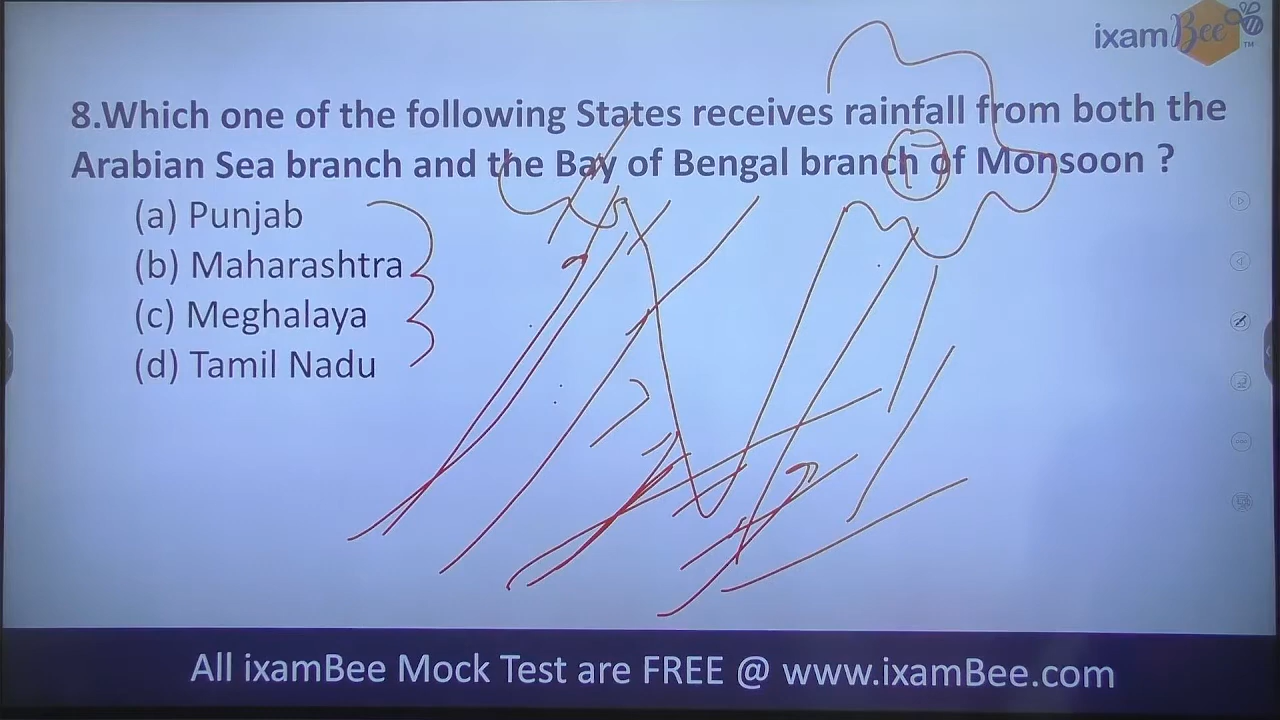 ixamBee
TM
8.Which one of the following States receives rainfall from both the
Arabian Sea branch and the Bay of Bengal branch of Monsoon ?
(a) Punjab
(b) Maharashtra
(c) Meghalaya
(d) Tamil Nadu
All ixamBee Mock Test are FREE @ www.ixamBee.com